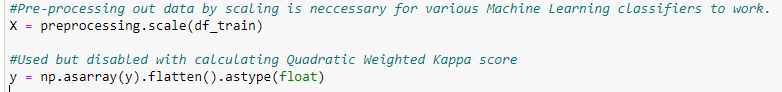 #Pre-processing out data by scaling is neccessary for various Machine Learning classifiers to work.
X = preprocessing.scale(df_train)
#Used but disabled with calculating Quadratic Weighted Kappa score
y = np.asarray(y).flatten().astype(float)